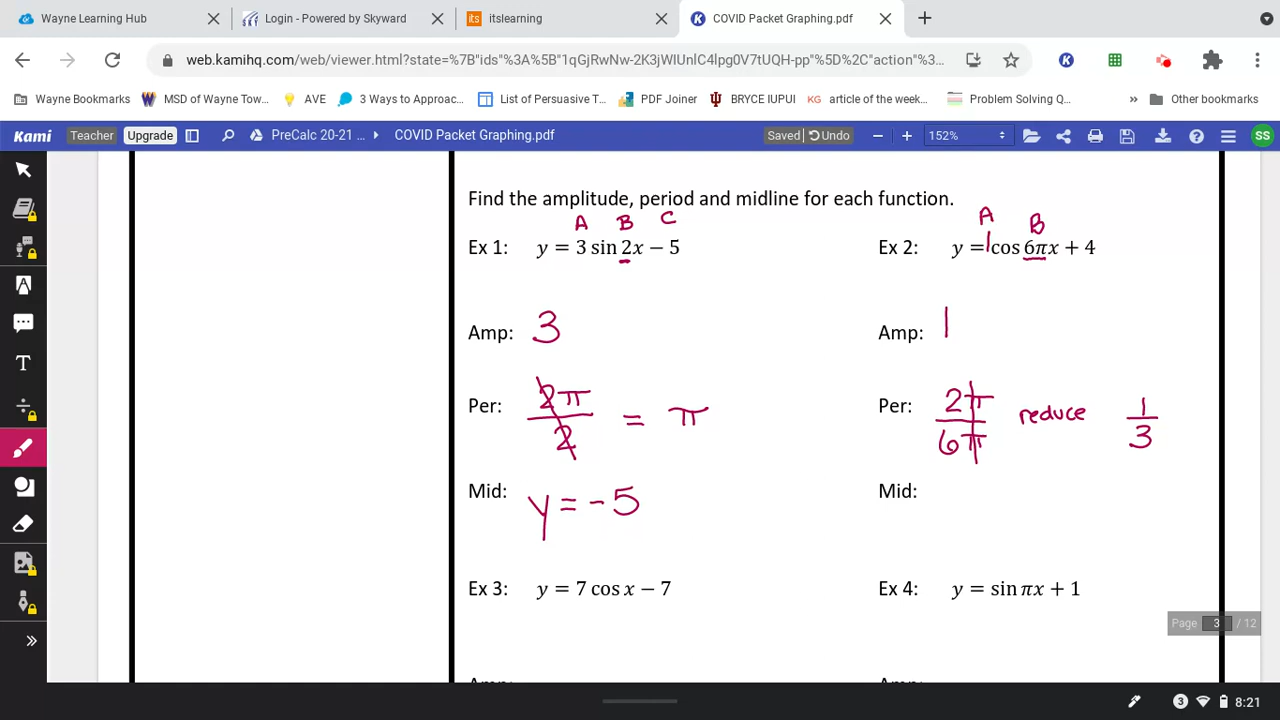 Wayne Learning Hub
Login - Powered by Skyward
its itslearning
K COVID Packet Graphing.pdf
web.kamihq.com/web/viewer.html?state=%7B"ids"%3A%5B"1qGjRwNw-2K3jWIUnlC4lpg0V7tUQH-pp"%5D%2C"action"%3...
Wayne Bookmarks
MSD of Wayne Tow...
AVE
3 Ways to Approac...
List of Persuasive T...
PDF Joiner
BRYCE IUPUI
KG article of the week...
Problem Solving Q...
»
Other bookmarks
Kami Teacher Upgrade PreCalc 20-21 ... COVID Packet Graphing.pdf Saved Undo − + 152% SS
Find the amplitude, period and midline for each function.
A B C
Ex 1: y = 3 sin 2x − 5
A B
Ex 2: y = 1 cos 6πx + 4
Amp: 3
Amp: 1
Per: 2π/2 = π
Per: 2π/6π reduce 1/3
Mid: y = -5
Mid:
Ex 3: y = 7 cos x − 7
Ex 4: y = sin πx + 1
Page 3 / 12
3 8:21